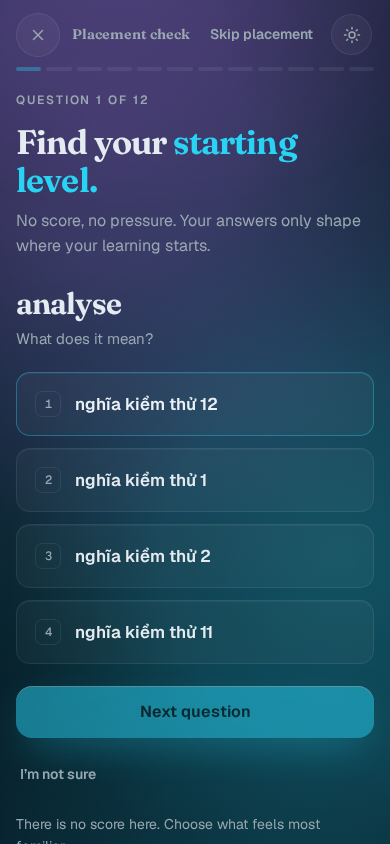 Placement check
Skip placement
QUESTION 1 OF 12
Find your starting
level.
No score, no pressure. Your answers only shape
where your learning starts.
analyse
What does it mean?
1 nghĩa kiểm thử 12
2 nghĩa kiểm thử 1
3 nghĩa kiểm thử 2
4 nghĩa kiểm thử 11
Next question
I'm not sure
There is no score here. Choose what feels most